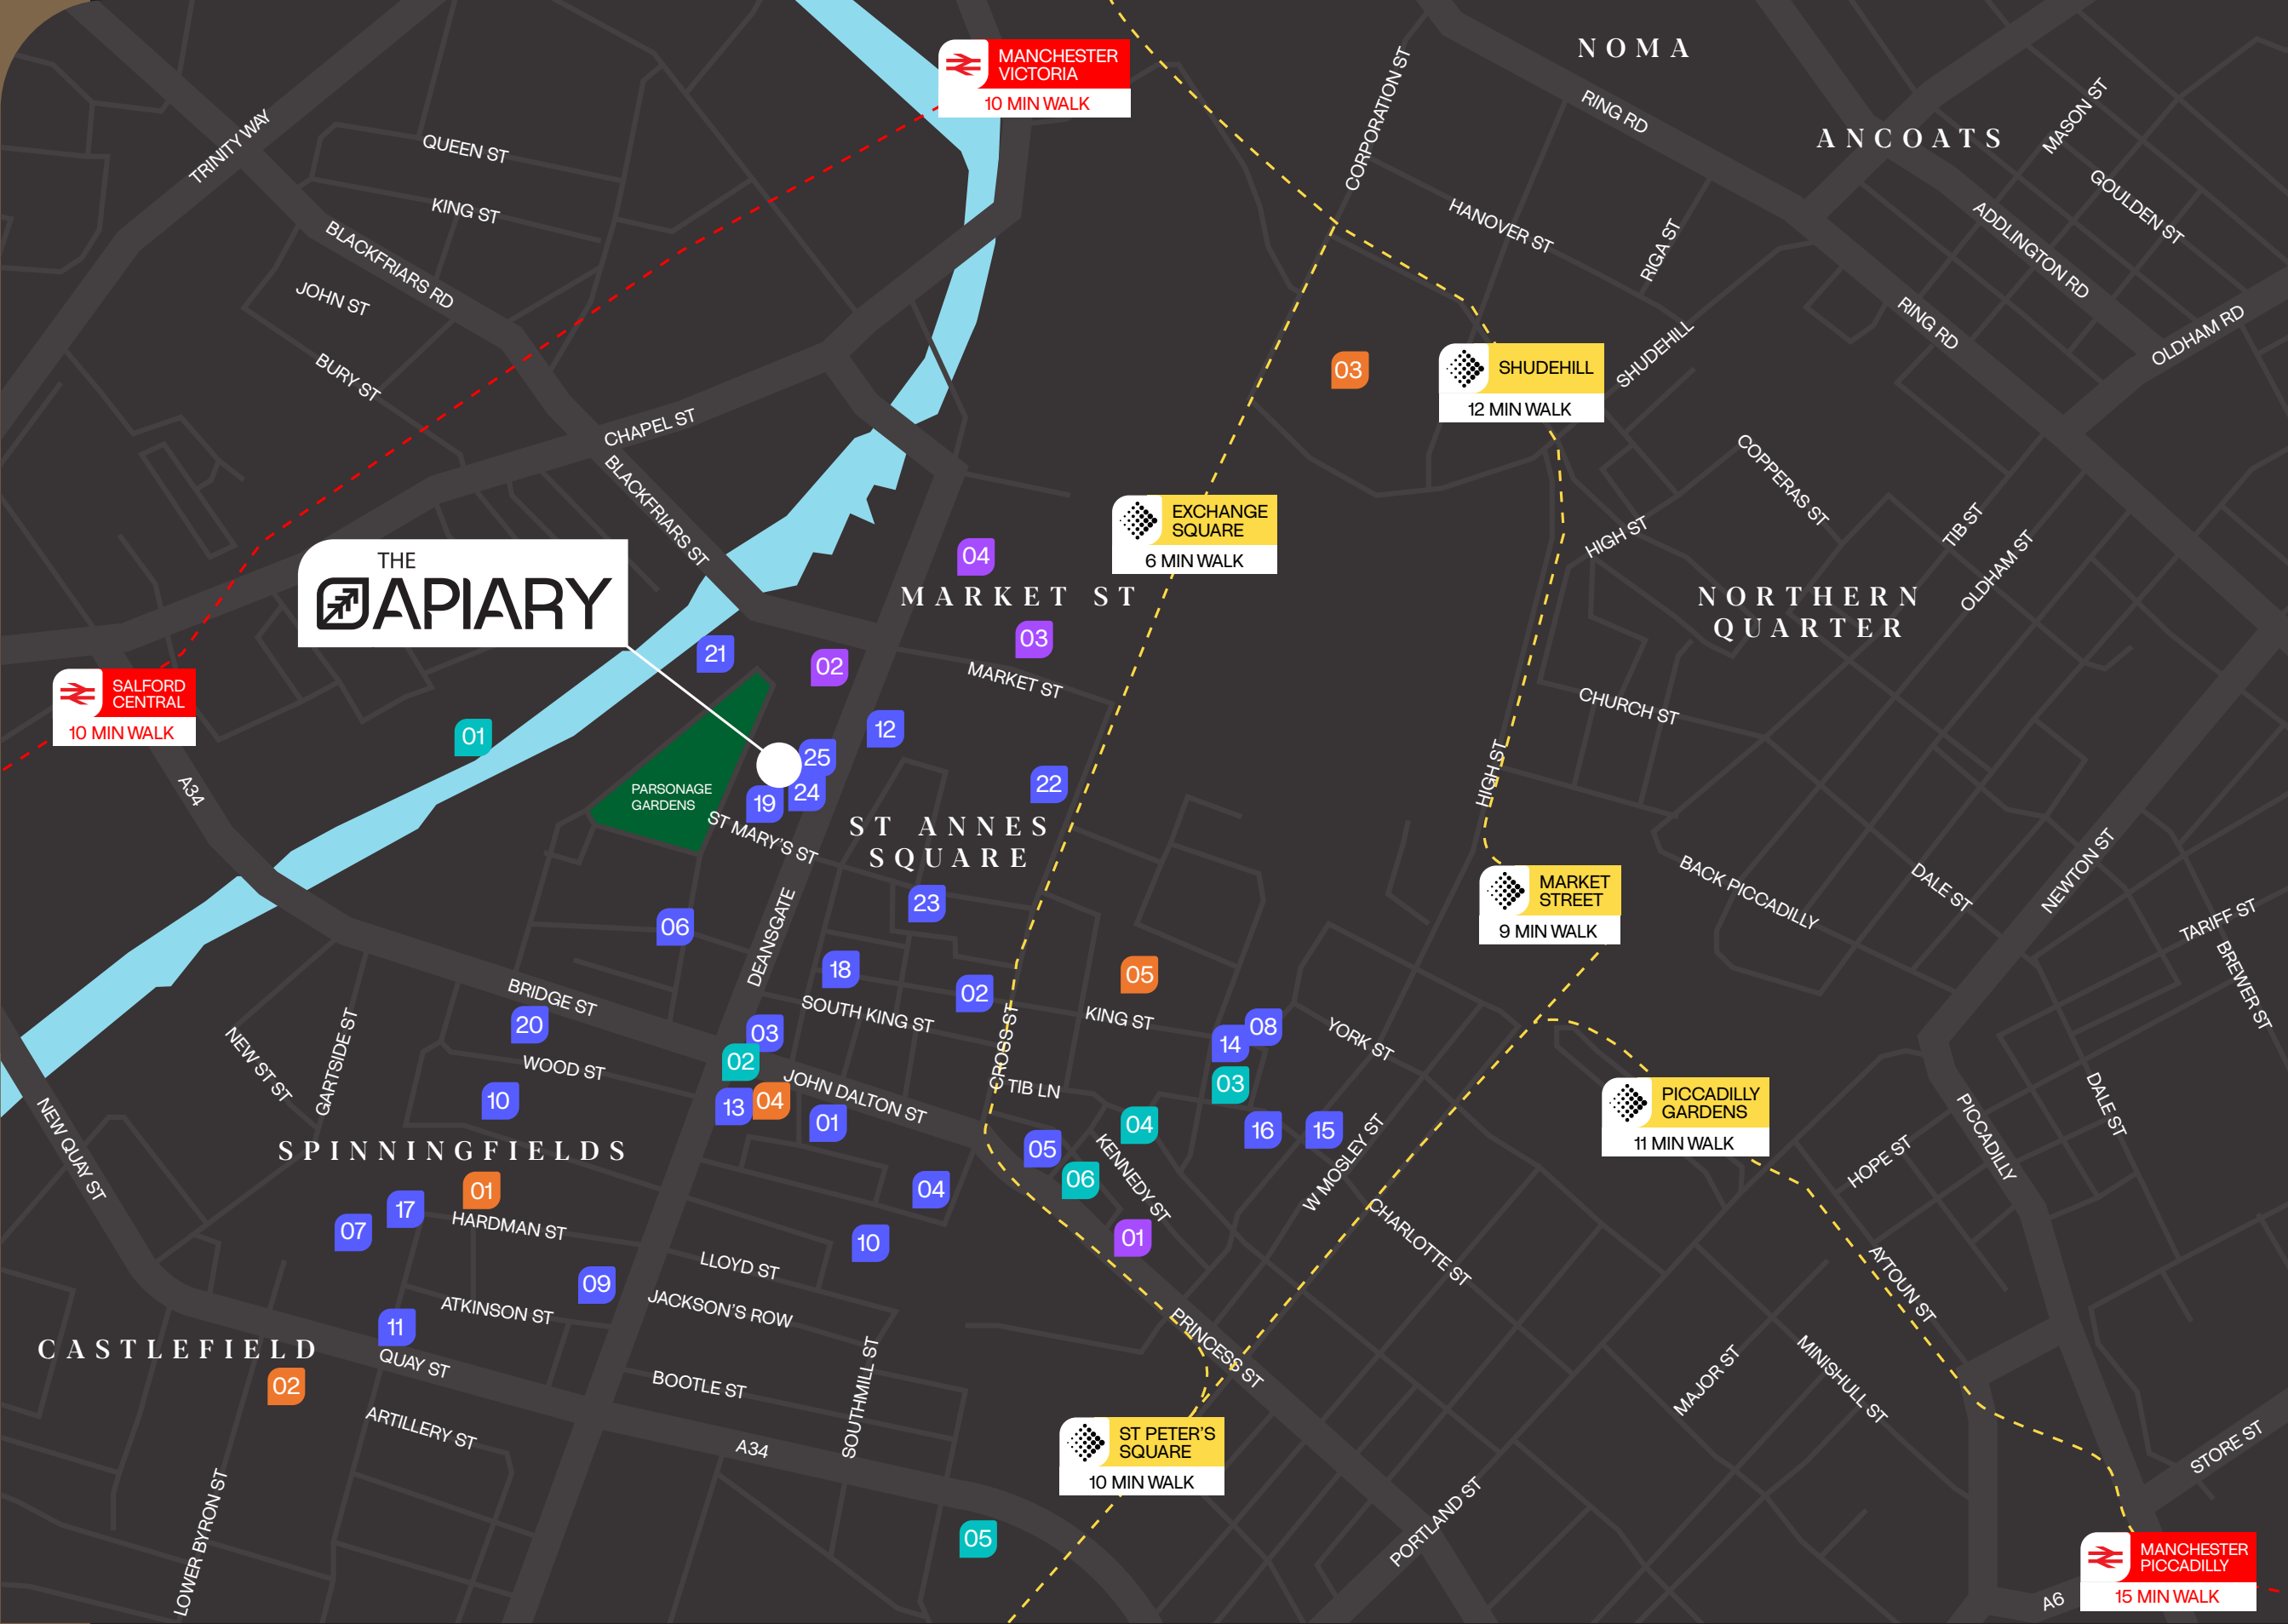 NOMA
MANCHESTER
VICTORIA
10 MIN WALK
CORPORATION ST
RING RD
ANCOATS
MASON ST
GOULDEN ST
ADDLINGTON RD
TRINITY WAY
QUEEN ST
KING ST
BLACKFRIARS RD
JOHN ST
BURY ST
HANOVER ST
RIGA ST
RING RD
OLDHAM RD
SHUDEHILL
12 MIN WALK
SHUDEHILL
03
CHAPEL ST
BLACKFRIARS ST
COPPERAS ST
HIGH ST
TIB ST
OLDHAM ST
EXCHANGE
SQUARE
6 MIN WALK
THE
APIARY
04
MARKET ST
03
MARKET ST
NORTHERN
QUARTER
21
02
SALFORD
CENTRAL
10 MIN WALK
01
A34
12
25
24
19
22
PARSONAGE
GARDENS
ST MARY'S ST
ST ANNES
SQUARE
CHURCH ST
HIGH ST
MARKET
STREET
9 MIN WALK
BACK PICCADILLY
DALE ST
NEWTON ST
TARIFF ST
BREWER ST
23
06
DEANSGATE
18
02
05
BRIDGE ST
20
SOUTH KING ST
CROSS ST
KING ST
08
14
YORK ST
NEW ST ST
GARTSIDE ST
WOOD ST
03
02
03
JOHN DALTON ST
TIB LN
10
13
04
01
04
16
15
PICCADILLY
GARDENS
11 MIN WALK
PICCADILLY
DALE ST
HOPE ST
NEW QUAY ST
SPINNINGFIELDS
05
06
KENNEDY ST
W MOSLEY ST
01
17
07
HARDMAN ST
04
10
01
CHARLOTTE ST
AYTOUN ST
LLOYD ST
09
JACKSON'S ROW
ATKINSON ST
11
CASTLEFIELD
QUAY ST
02
BOOTLE ST
SOUTHMILL ST
PRINCESS ST
MAJOR ST
MINISHULL ST
ARTILLERY ST
A34
ST PETER'S
SQUARE
10 MIN WALK
STORE ST
LOWER BYRON ST
05
PORTLAND ST
MANCHESTER
PICCADILLY
15 MIN WALK
A6